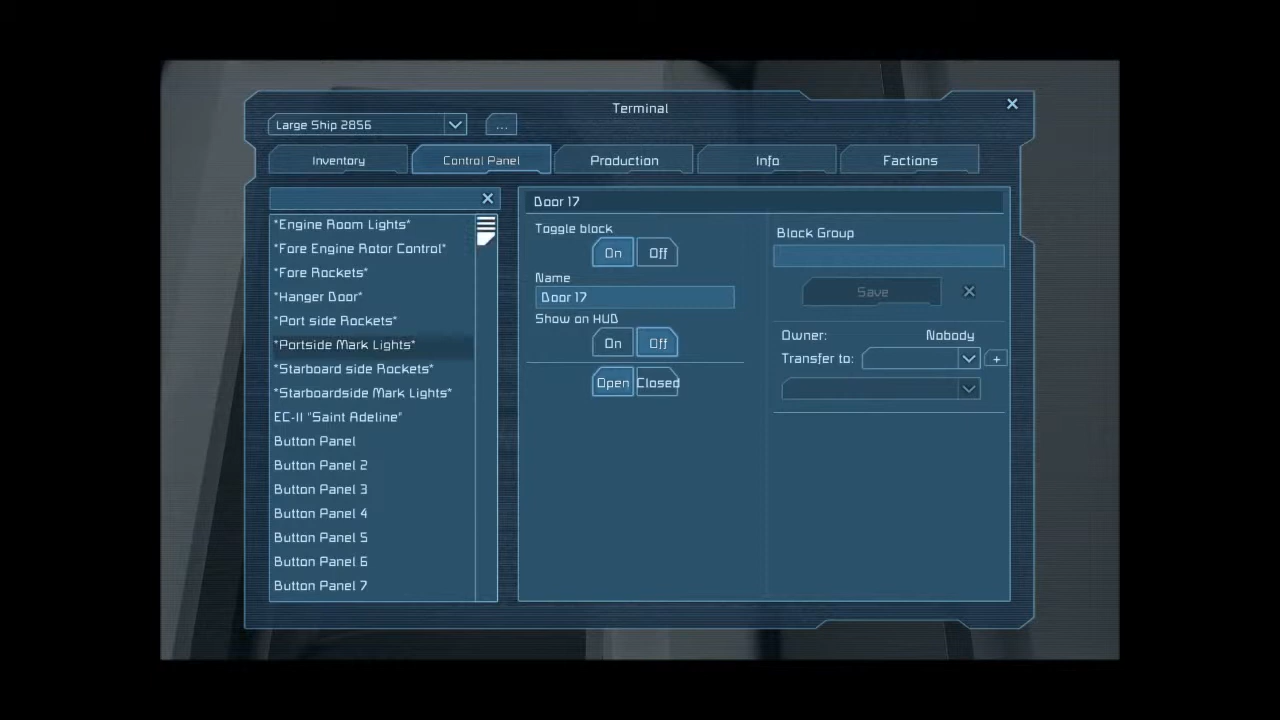 Terminal
Large Ship 2856
...
Inventory
Control Panel
Production
Info
Factions
*Engine Room Lights*
*Fore Engine Rotor Control*
*Fore Rockets*
*Hanger Door*
*Port side Rockets*
*Portside Mark Lights*
*Starboard side Rockets*
*Starboardside Mark Lights*
EC-II "Saint Adeline"
Button Panel
Button Panel 2
Button Panel 3
Button Panel 4
Button Panel 5
Button Panel 6
Button Panel 7
Door 17
Toggle block
On Off
Name
Door 17
Show on HUD
On Off
Open Closed
Block Group
Save
Owner: Nobody
Transfer to:
+